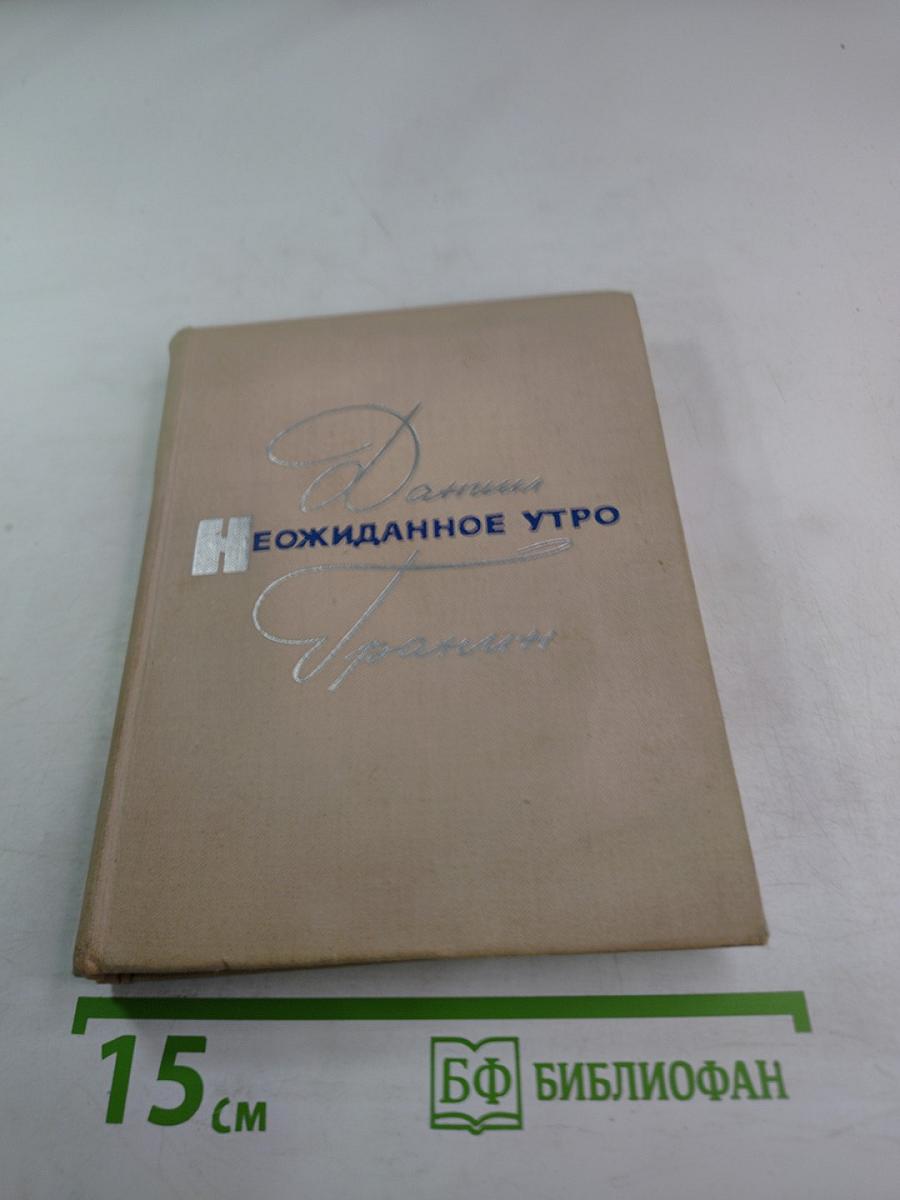 Даниил
НЕОЖИДАННОЕ УТРО
Гранин
15 см
БФ БИБЛИОФАН